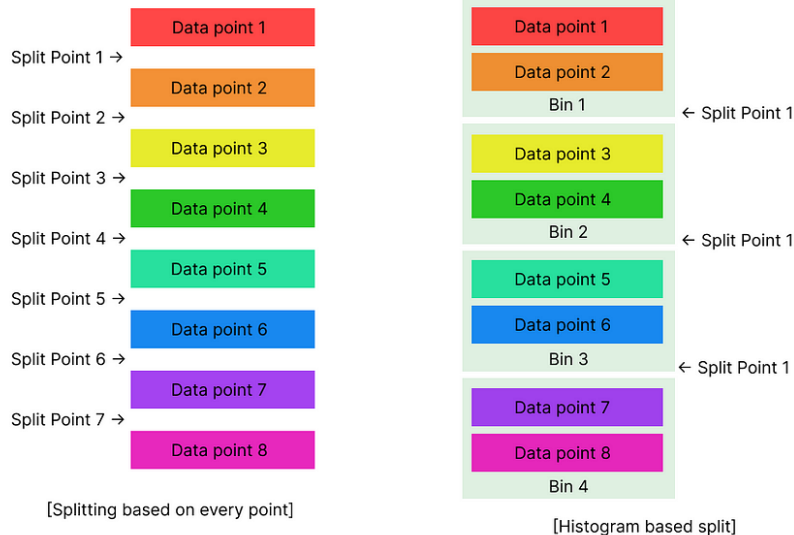 Data point 1
Split Point 1 →
Data point 2
Split Point 2 →
Data point 3
Split Point 3 →
Data point 4
Split Point 4 →
Data point 5
Split Point 5 →
Data point 6
Split Point 6 →
Data point 7
Split Point 7 →
Data point 8
[Splitting based on every point]
Data point 1
Data point 2
Bin 1
← Split Point 1
Data point 3
Data point 4
Bin 2
← Split Point 1
Data point 5
Data point 6
Bin 3
← Split Point 1
Data point 7
Data point 8
Bin 4
[Histogram based split]